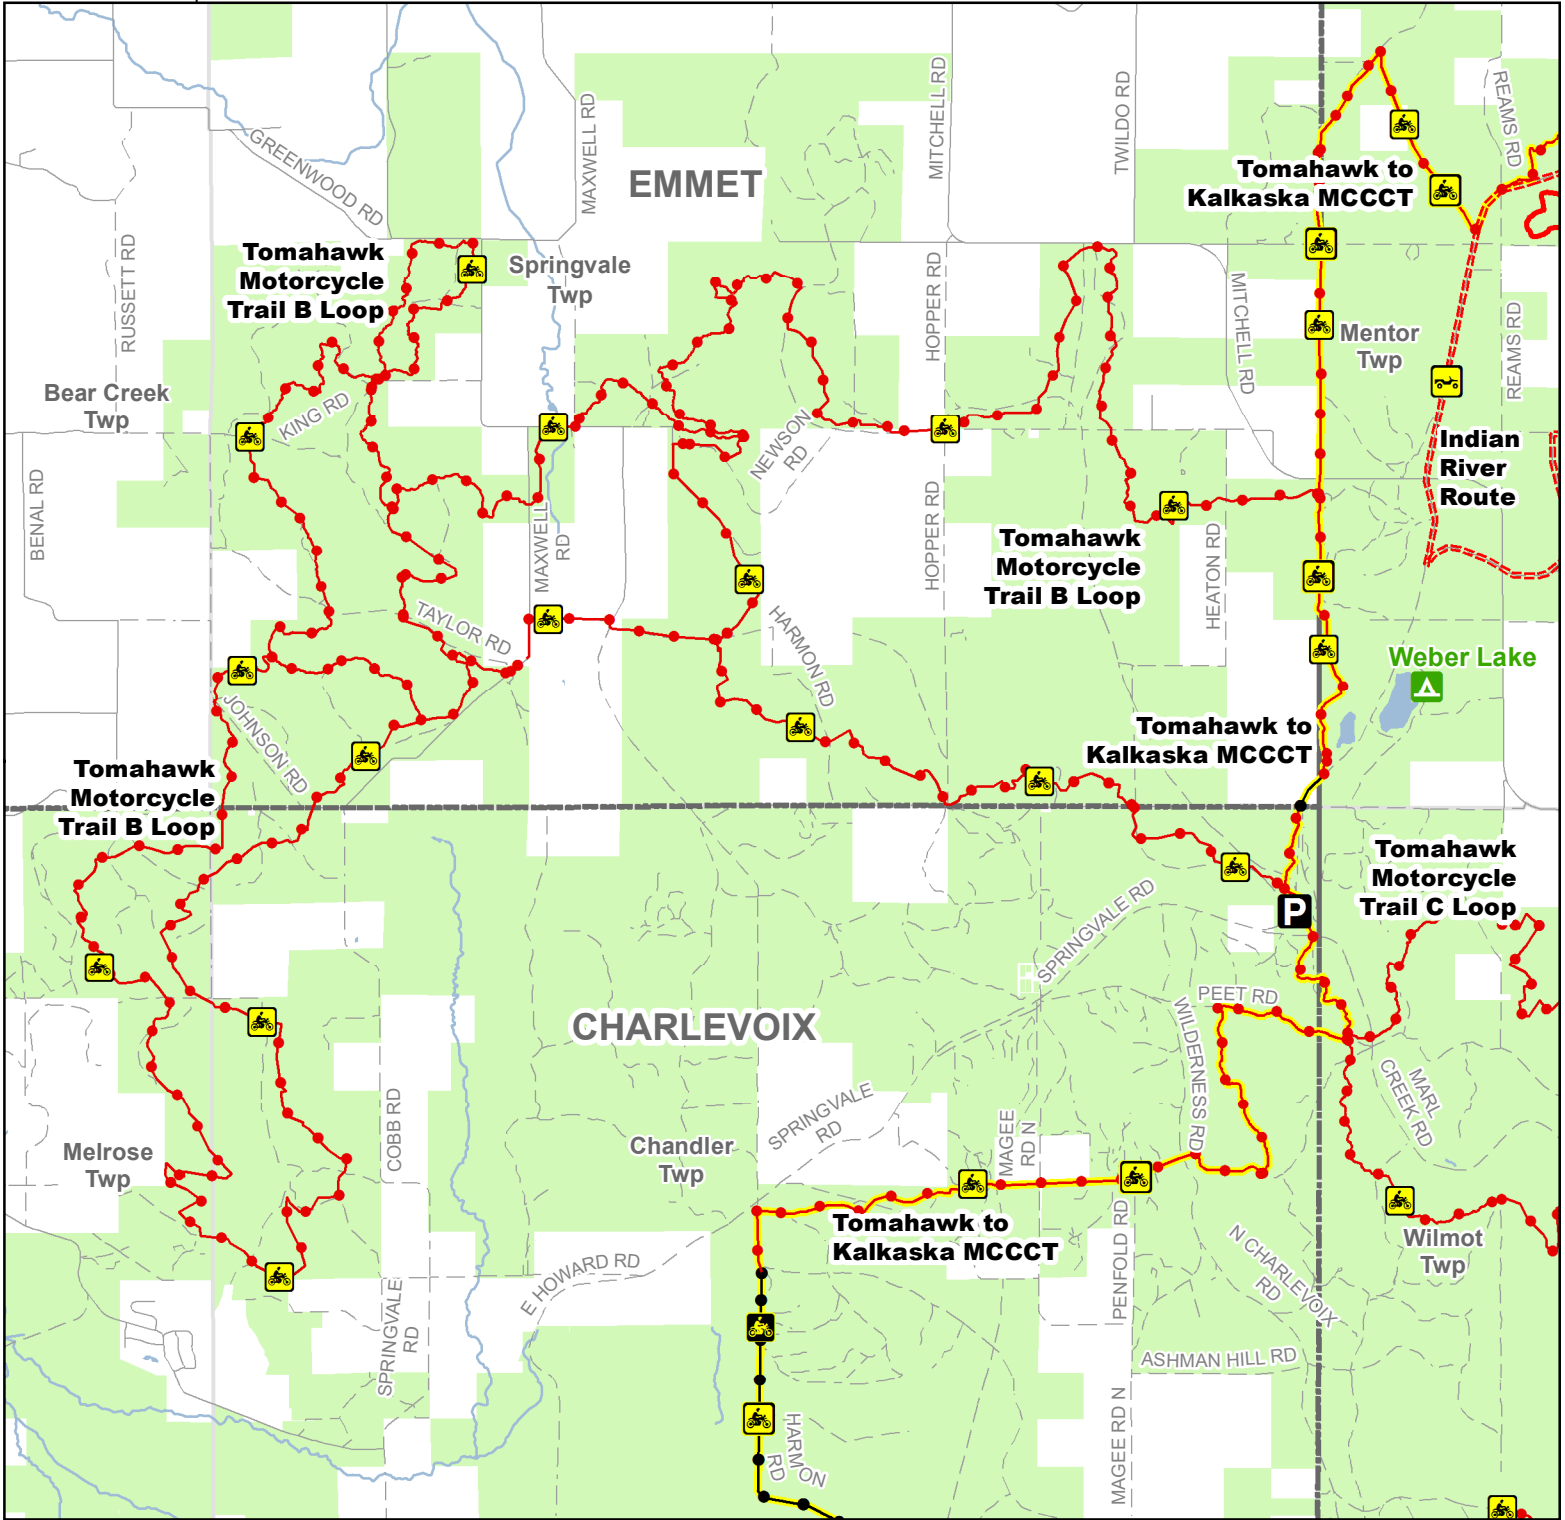 EMMET
CHARLEVOIX
GREENWOOD RD
MAXWELL RD
MITCHELL RD
TWILDO RD
REAMS RD
Tomahawk to
Kalkaska MCCCT
RUSSETT RD
Tomahawk
Motorcycle
Trail B Loop
Springvale
Twp
HOPPER RD
MITCHELL RD
Mentor
Twp
REAMS RD
Bear Creek
Twp
KING RD
NEWSON
RD
Indian
River
Route
BENAL RD
MAXWELL
RD
HOPPER RD
Tomahawk
Motorcycle
Trail B Loop
HEATON RD
TAYLOR RD
HARMON RD
Weber Lake
JOHNSON RD
Tomahawk to
Kalkaska MCCCT
Tomahawk
Motorcycle
Trail B Loop
Tomahawk
Motorcycle
Trail C Loop
P
SPRINGVALE RD
PEET RD
WILDERNESS RD
MARL
CREEK RD
SPRINGVALE
RD
MAGEE
RD N
COBB RD
Melrose
Twp
Chandler
Twp
Tomahawk to
Kalkaska MCCCT
PENFOLD RD
N CHARLEVOIX
RD
Wilmot
Twp
E HOWARD RD
SPRINGVALE
RD
ASHMAN HILL RD
HARMON
RD
MAGEE RD N